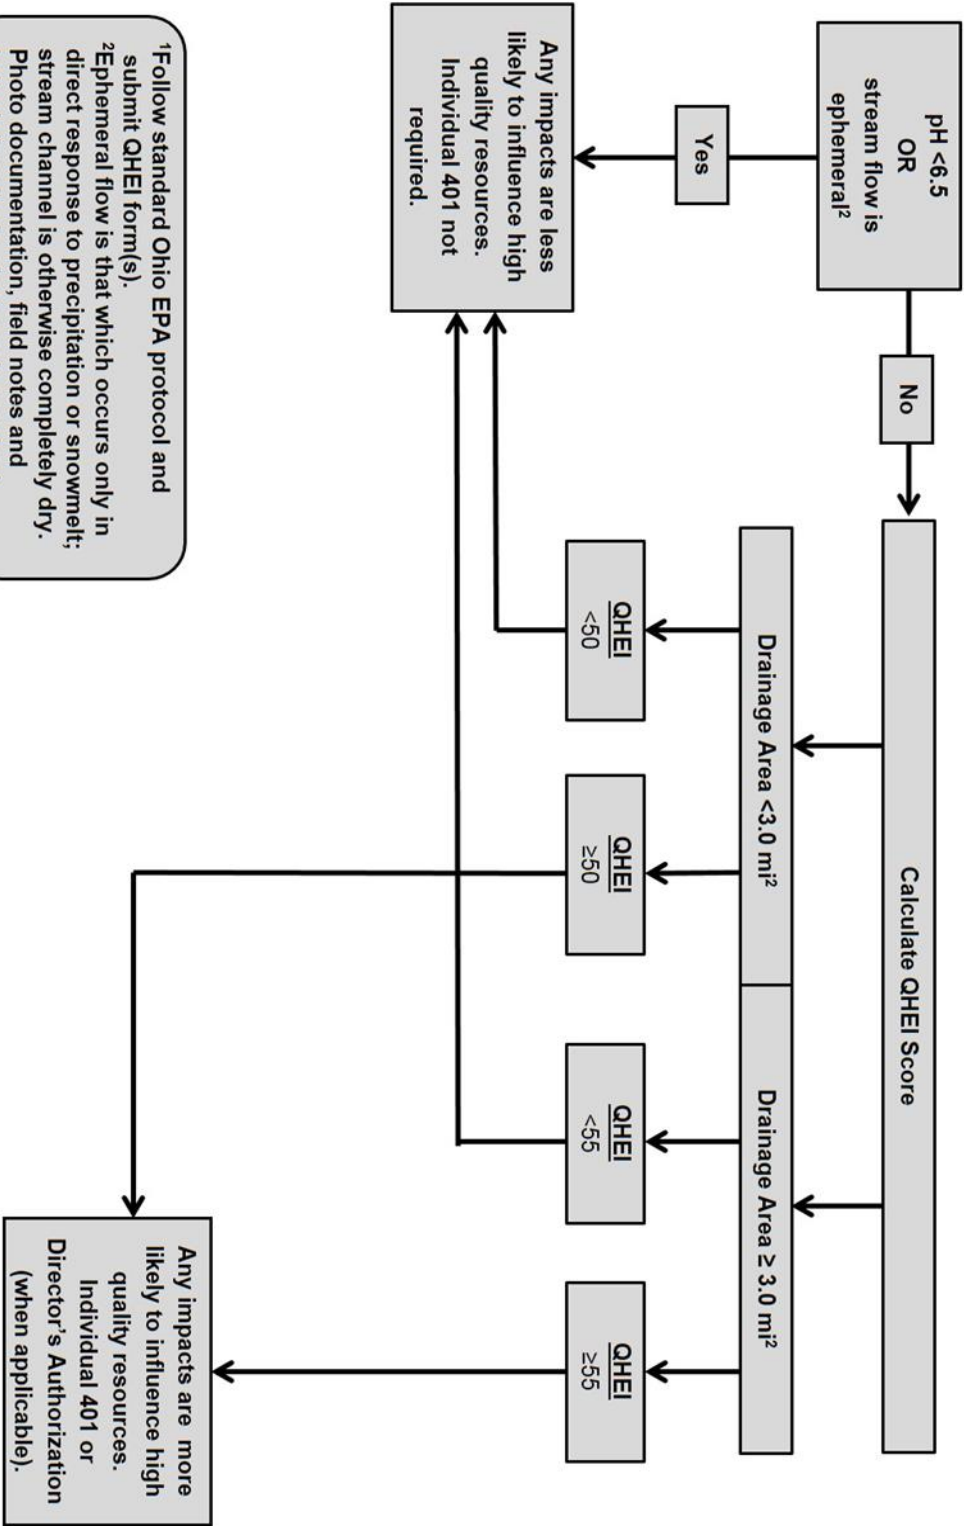 pH <6.5
OR
stream flow is
ephemeral²
No
Calculate QHEI Score
Yes
Drainage Area <3.0 mi²
Drainage Area ≥ 3.0 mi²
QHEI
<50
QHEI
≥50
QHEI
<55
QHEI
≥55
Any impacts are less
likely to influence high
quality resources.
Individual 401 not
required.
Any impacts are more
likely to influence high
quality resources.
Individual 401 or
Director's Authorization
(when applicable).
¹Follow standard Ohio EPA protocol and
submit QHEI form(s).
²Ephemeral flow is that which occurs only in
direct response to precipitation or snowmelt;
stream channel is otherwise completely dry.
Photo documentation, field notes and